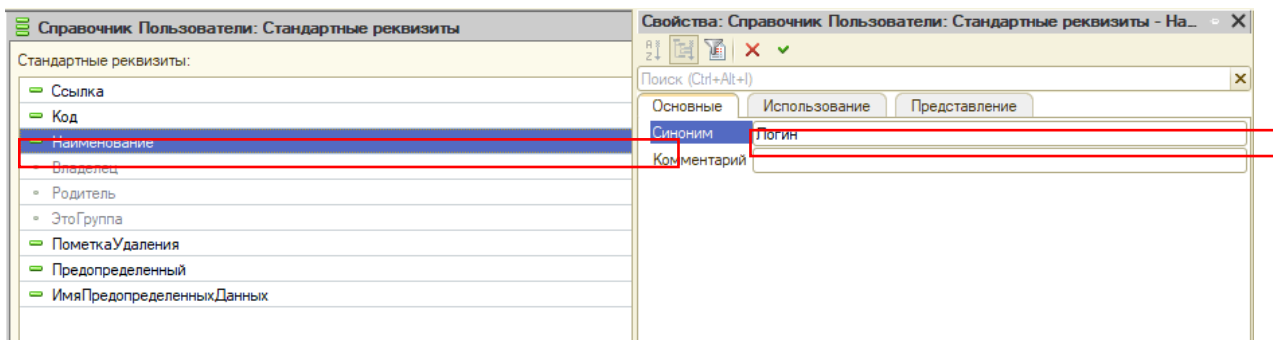 Справочник Пользователи: Стандартные реквизиты
Стандартные реквизиты:
Ссылка
Код
Наименование
Владелец
Родитель
ЭтоГруппа
ПометкаУдаления
Предопределенный
ИмяПредопределенныхДанных
Свойства: Справочник Пользователи: Стандартные реквизиты - На...
Поиск (Ctrl+Alt+I)
Основные Использование Представление
Синоним Логин
Комментарий